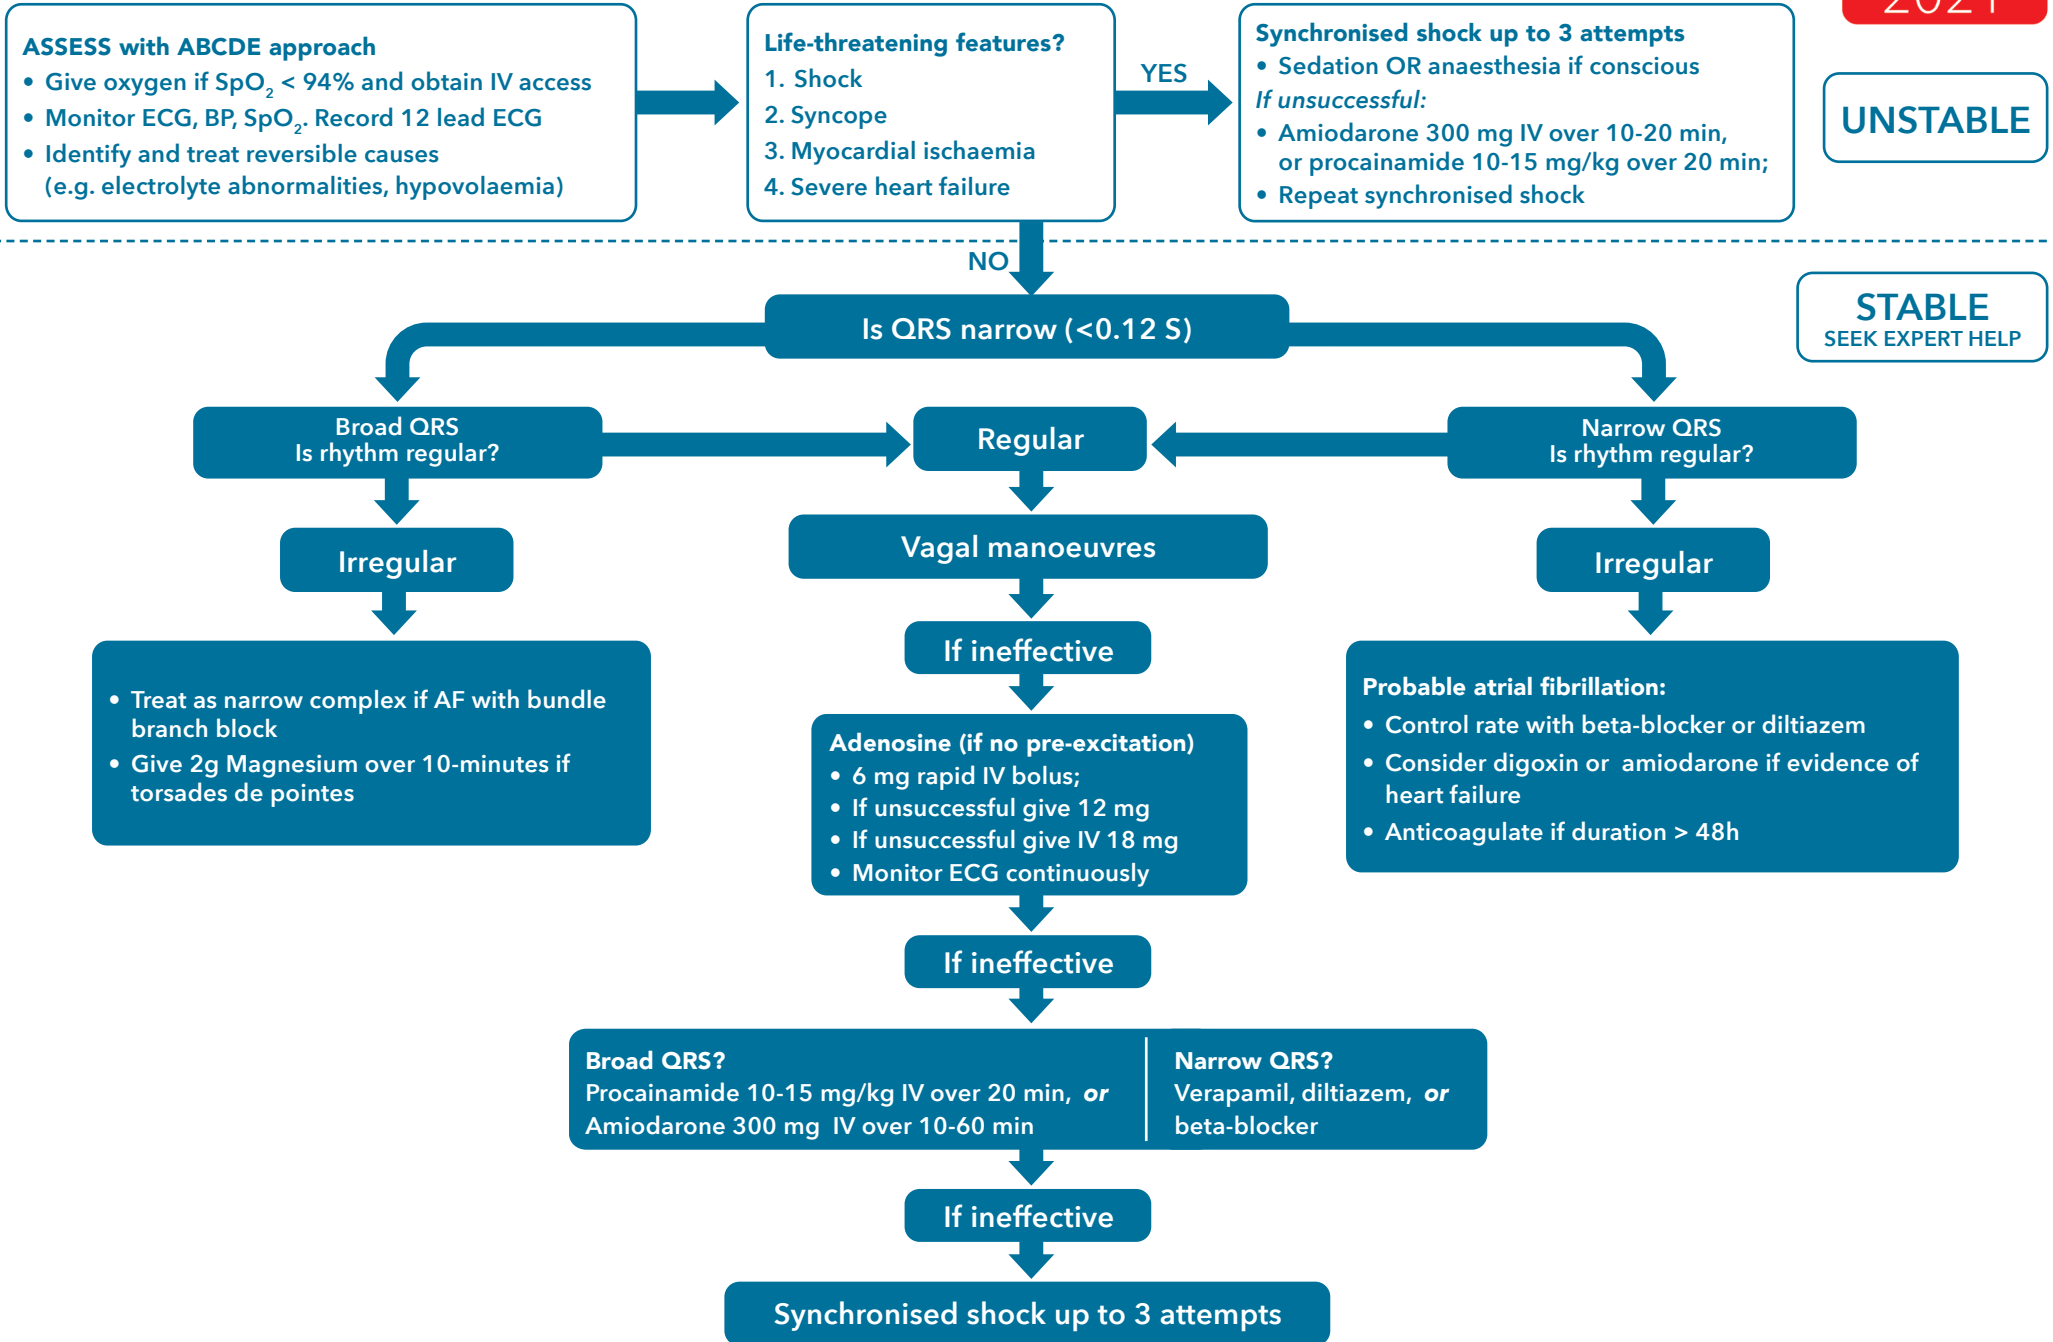 2021
ASSESS with ABCDE approach
• Give oxygen if SpO2 < 94% and obtain IV access
• Monitor ECG, BP, SpO2. Record 12 lead ECG
• Identify and treat reversible causes
(e.g. electrolyte abnormalities, hypovolaemia)
Life-threatening features?
1. Shock
2. Syncope
3. Myocardial ischaemia
4. Severe heart failure
YES
Synchronised shock up to 3 attempts
• Sedation OR anaesthesia if conscious
If unsuccessful:
• Amiodarone 300 mg IV over 10-20 min,
or procainamide 10-15 mg/kg over 20 min;
• Repeat synchronised shock
UNSTABLE
NO
STABLE
SEEK EXPERT HELP
Is QRS narrow (<0.12 S)
Broad QRS
Is rhythm regular?
Regular
Narrow QRS
Is rhythm regular?
Irregular
Vagal manoeuvres
Irregular
If ineffective
• Treat as narrow complex if AF with bundle
branch block
• Give 2g Magnesium over 10-minutes if
torsades de pointes
Adenosine (if no pre-excitation)
• 6 mg rapid IV bolus;
• If unsuccessful give 12 mg
• If unsuccessful give IV 18 mg
• Monitor ECG continuously
Probable atrial fibrillation:
• Control rate with beta-blocker or diltiazem
• Consider digoxin or amiodarone if evidence of
heart failure
• Anticoagulate if duration > 48h
If ineffective
Broad QRS?
Procainamide 10-15 mg/kg IV over 20 min, or
Amiodarone 300 mg IV over 10-60 min
Narrow QRS?
Verapamil, diltiazem, or
beta-blocker
If ineffective
Synchronised shock up to 3 attempts